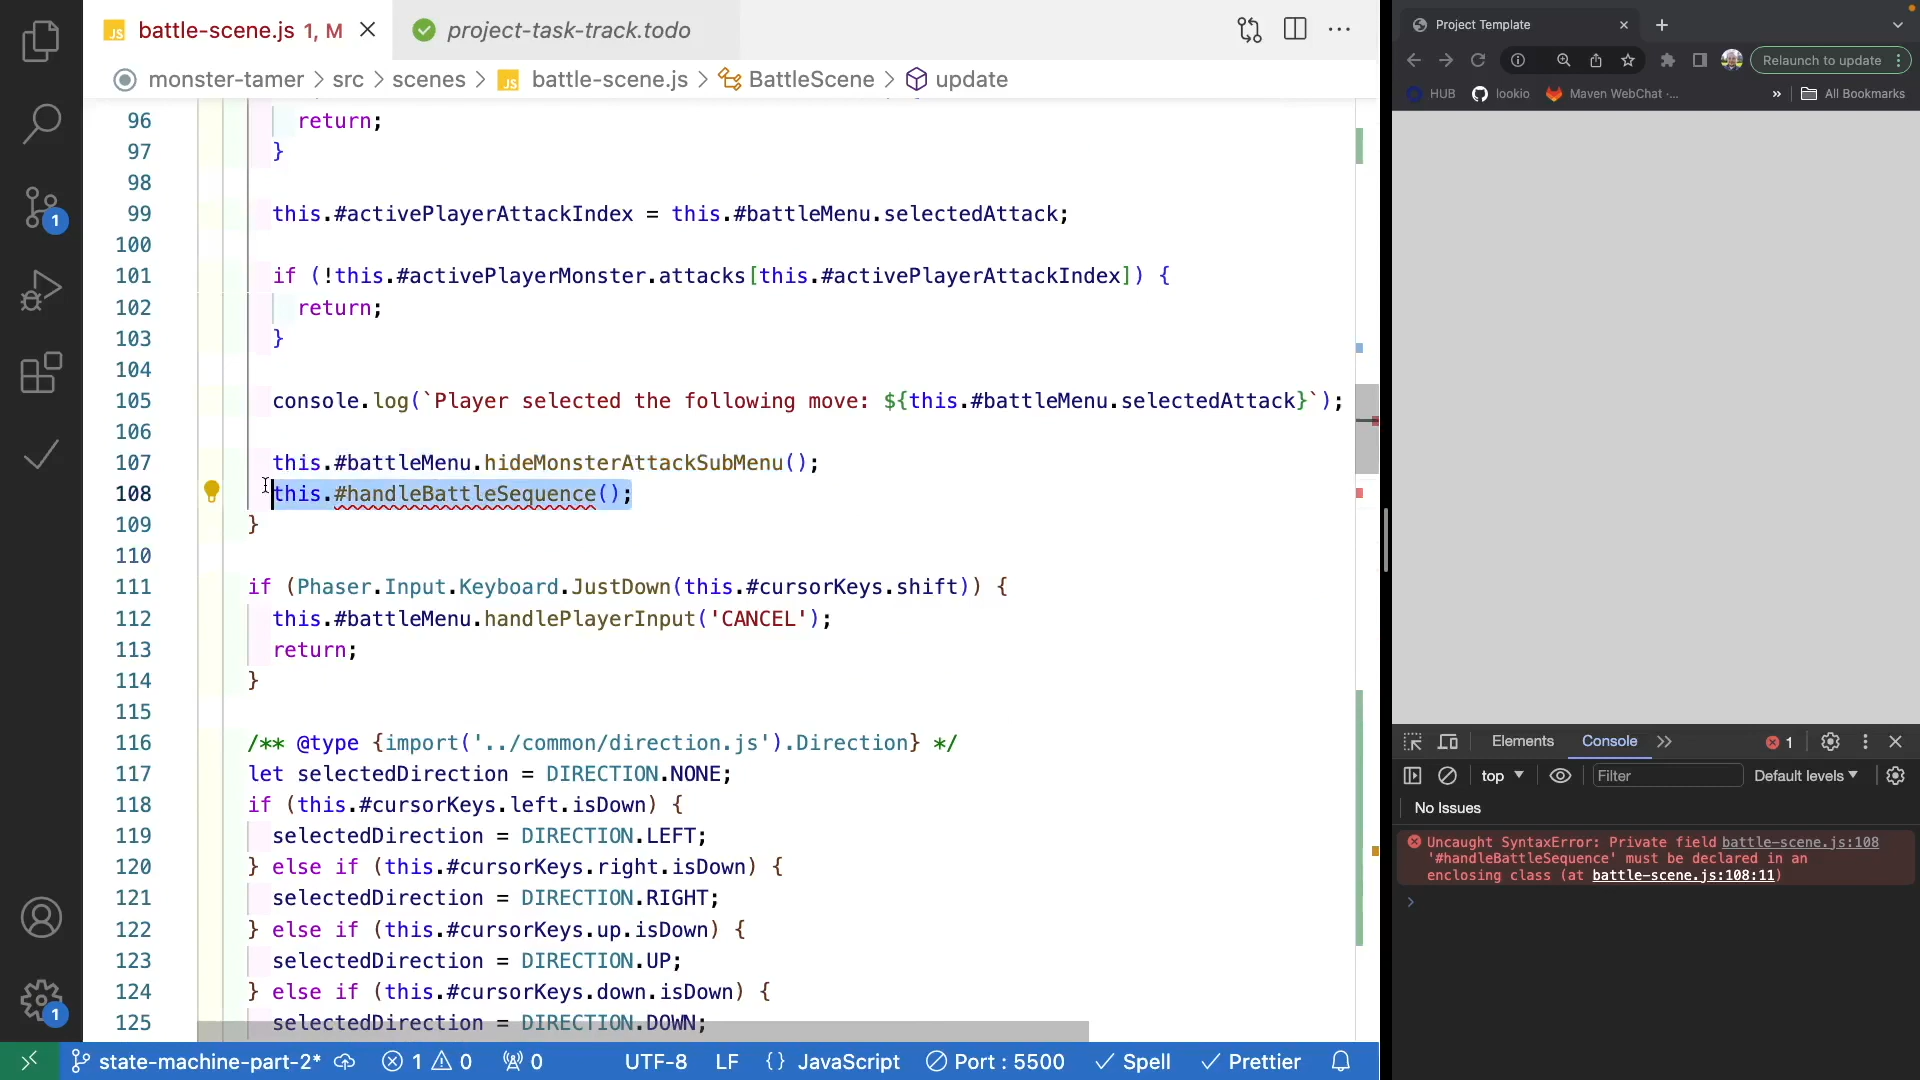 JS battle-scene.js 1, M
project-task-track.todo
monster-tamer > src > scenes > JS battle-scene.js > BattleScene > update
96 return;
97 }
98
99 this.#activePlayerAttackIndex = this.#battleMenu.selectedAttack;
100
101 if (!this.#activePlayerMonster.attacks[this.#activePlayerAttackIndex]) {
102 return;
103 }
104
105 console.log(`Player selected the following move: ${this.#battleMenu.selectedAttack}`);
106
107 this.#battleMenu.hideMonsterAttackSubMenu();
108 this.#handleBattleSequence();
109 }
110
111 if (Phaser.Input.Keyboard.JustDown(this.#cursorKeys.shift)) {
112 this.#battleMenu.handlePlayerInput('CANCEL');
113 return;
114 }
115
116 /** @type {import('../common/direction.js').Direction} */
117 let selectedDirection = DIRECTION.NONE;
118 if (this.#cursorKeys.left.isDown) {
119 selectedDirection = DIRECTION.LEFT;
120 } else if (this.#cursorKeys.right.isDown) {
121 selectedDirection = DIRECTION.RIGHT;
122 } else if (this.#cursorKeys.up.isDown) {
123 selectedDirection = DIRECTION.UP;
124 } else if (this.#cursorKeys.down.isDown) {
125 selectedDirection = DIRECTION.DOWN;
1
1
state-machine-part-2* 1 0 0 UTF-8 LF {} JavaScript Port : 5500 Spell Prettier
Project Template
Relaunch to update
HUB lookio Maven WebChat -... » All Bookmarks
Elements Console 1
top Filter Default levels
No Issues
Uncaught SyntaxError: Private field battle-scene.js:108
'#handleBattleSequence' must be declared in an
enclosing class (at battle-scene.js:108:11)